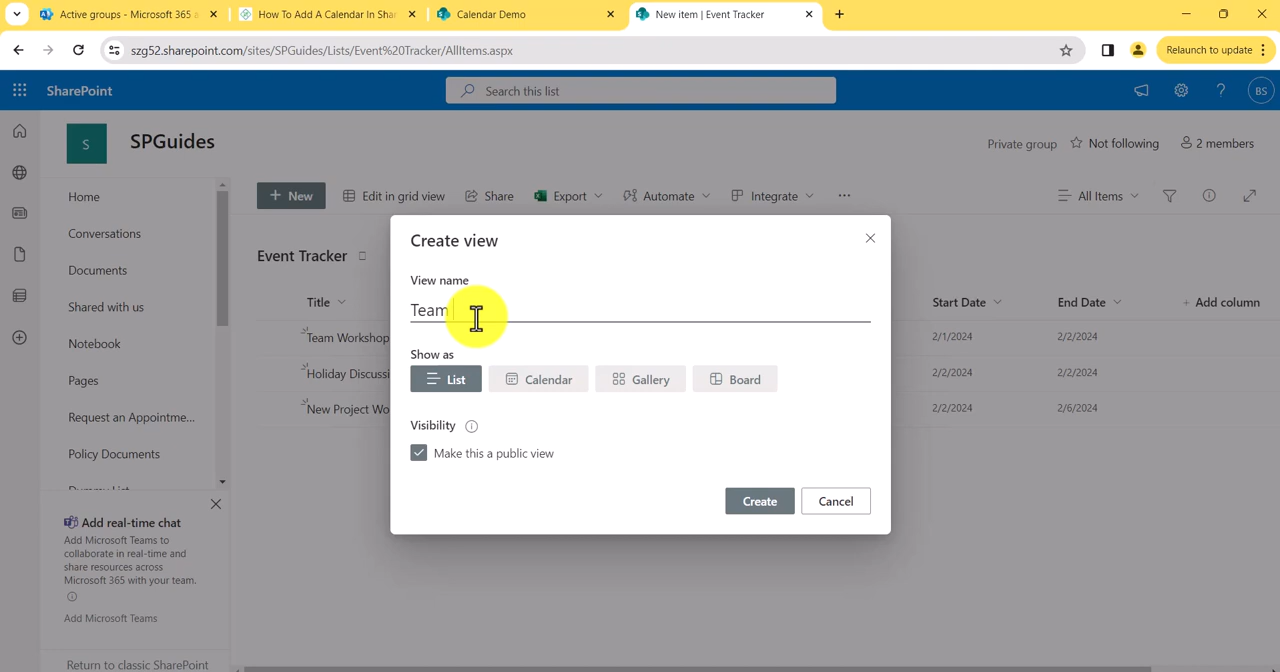 Active groups - Microsoft 365 a
How To Add A Calendar In Shar
Calendar Demo
New item | Event Tracker
szg52.sharepoint.com/sites/SPGuides/Lists/Event%20Tracker/AllItems.aspx
Relaunch to update
SharePoint
Search this list
BS
S
SPGuides
Private group
Not following
2 members
Home
Conversations
Documents
Shared with us
Notebook
Pages
Request an Appointme...
Policy Documents
+ New
Edit in grid view
Share
Export
Automate
Integrate
...
All Items
Event Tracker
Title
Start Date
End Date
+ Add column
Team Workshop
2/1/2024
2/2/2024
Holiday Discussi
2/2/2024
2/2/2024
New Project Wo
2/2/2024
2/6/2024
Create view
View name
Team
Show as
List
Calendar
Gallery
Board
Visibility
Make this a public view
Create
Cancel
Add real-time chat
Add Microsoft Teams to
collaborate in real-time and
share resources across
Microsoft 365 with your team.
Add Microsoft Teams
Return to classic SharePoint